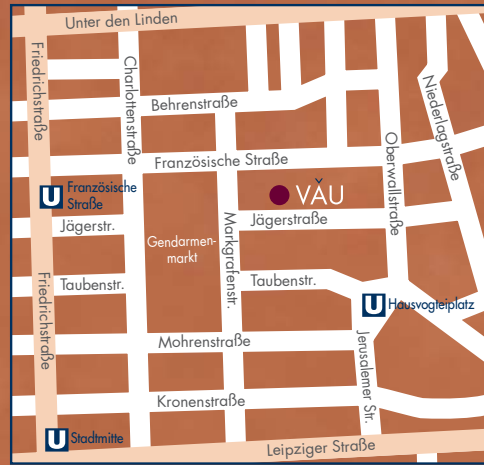 Unter den Linden
Friedrichstraße
Charlottenstraße
Behrenstraße
Niederlagstraße
Oberwallstraße
Französische Straße
U Französische
Straße
VAU
Jägerstr.
Jägerstraße
Markgrafenstr.
Gendarmen-
markt
Taubenstr.
Taubenstr.
Friedrichstraße
U Hausvogteiplatz
Mohrenstraße
Jerusalemer Str.
Kronenstraße
U Stadtmitte
Leipziger Straße